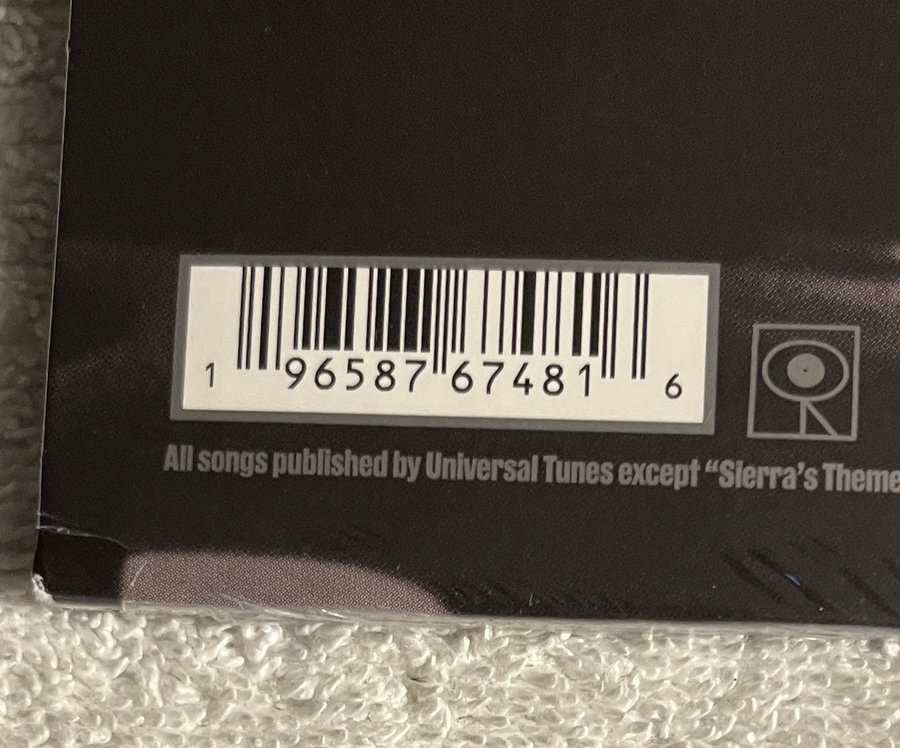 1 96587 67481 6
All songs published by Universal Tunes except “Sierra’s Theme